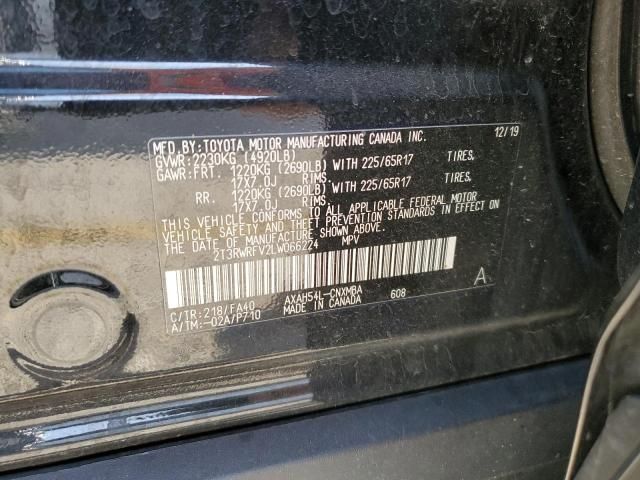 MFD.BY:TOYOTA MOTOR MANUFACTURING CANADA INC. 12/19
GVWR:2230KG (4920LB)
GAWR:FRT. 1220KG (2690LB) WITH 225/65R17 TIRES.
17X7.0J RIMS.
RR. 1220KG (2690LB) WITH 225/65R17 TIRES.
17X7.0J RIMS.
THIS VEHICLE CONFORMS TO ALL APPLICABLE FEDERAL MOTOR
VEHICLE SAFETY AND THEFT PREVENTION STANDARDS IN EFFECT ON
THE DATE OF MANUFACTURE SHOWN ABOVE.
2T3RWRFV2LW066224 MPV
C/TR:218/FA40 AXAH54L-CNXMBA 608 A
A/TM:-02A/P710 MADE IN CANADA